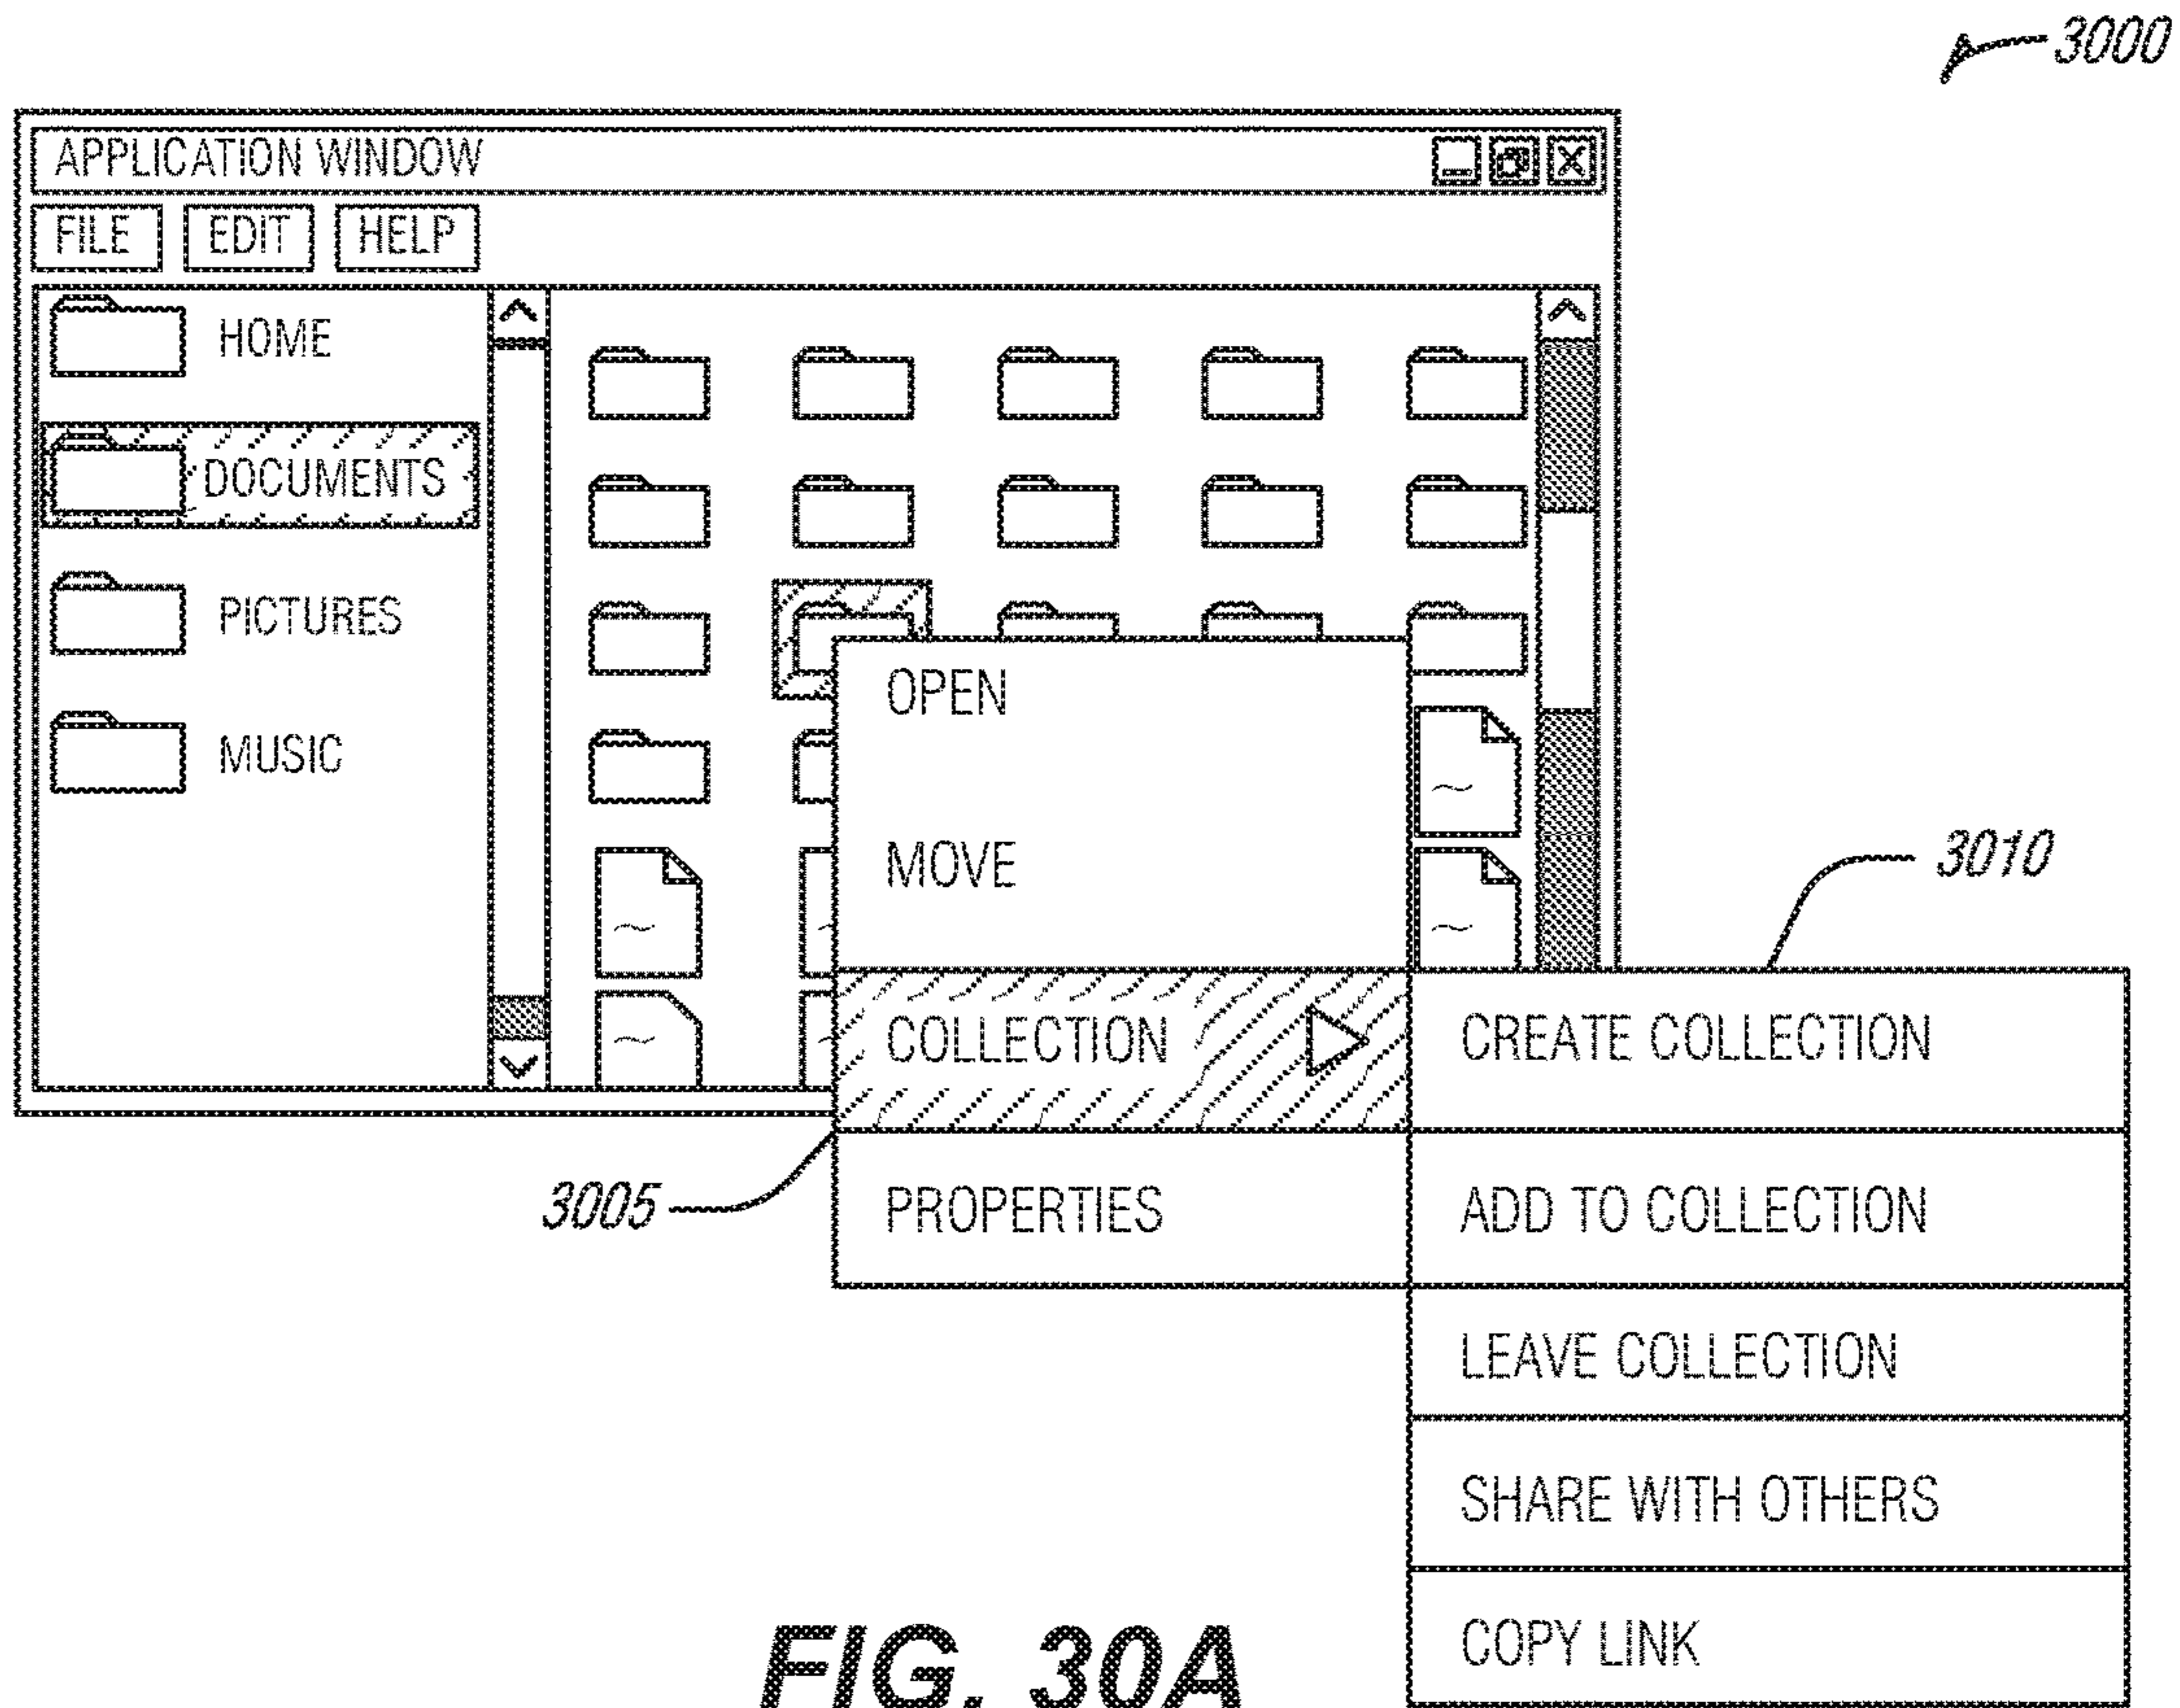 3000
APPLICATION WINDOW
FILE EDIT HELP
HOME
DOCUMENTS
PICTURES
MUSIC
OPEN
MOVE
3010
COLLECTION
CREATE COLLECTION
3005
PROPERTIES
ADD TO COLLECTION
LEAVE COLLECTION
SHARE WITH OTHERS
COPY LINK
FIG. 30A